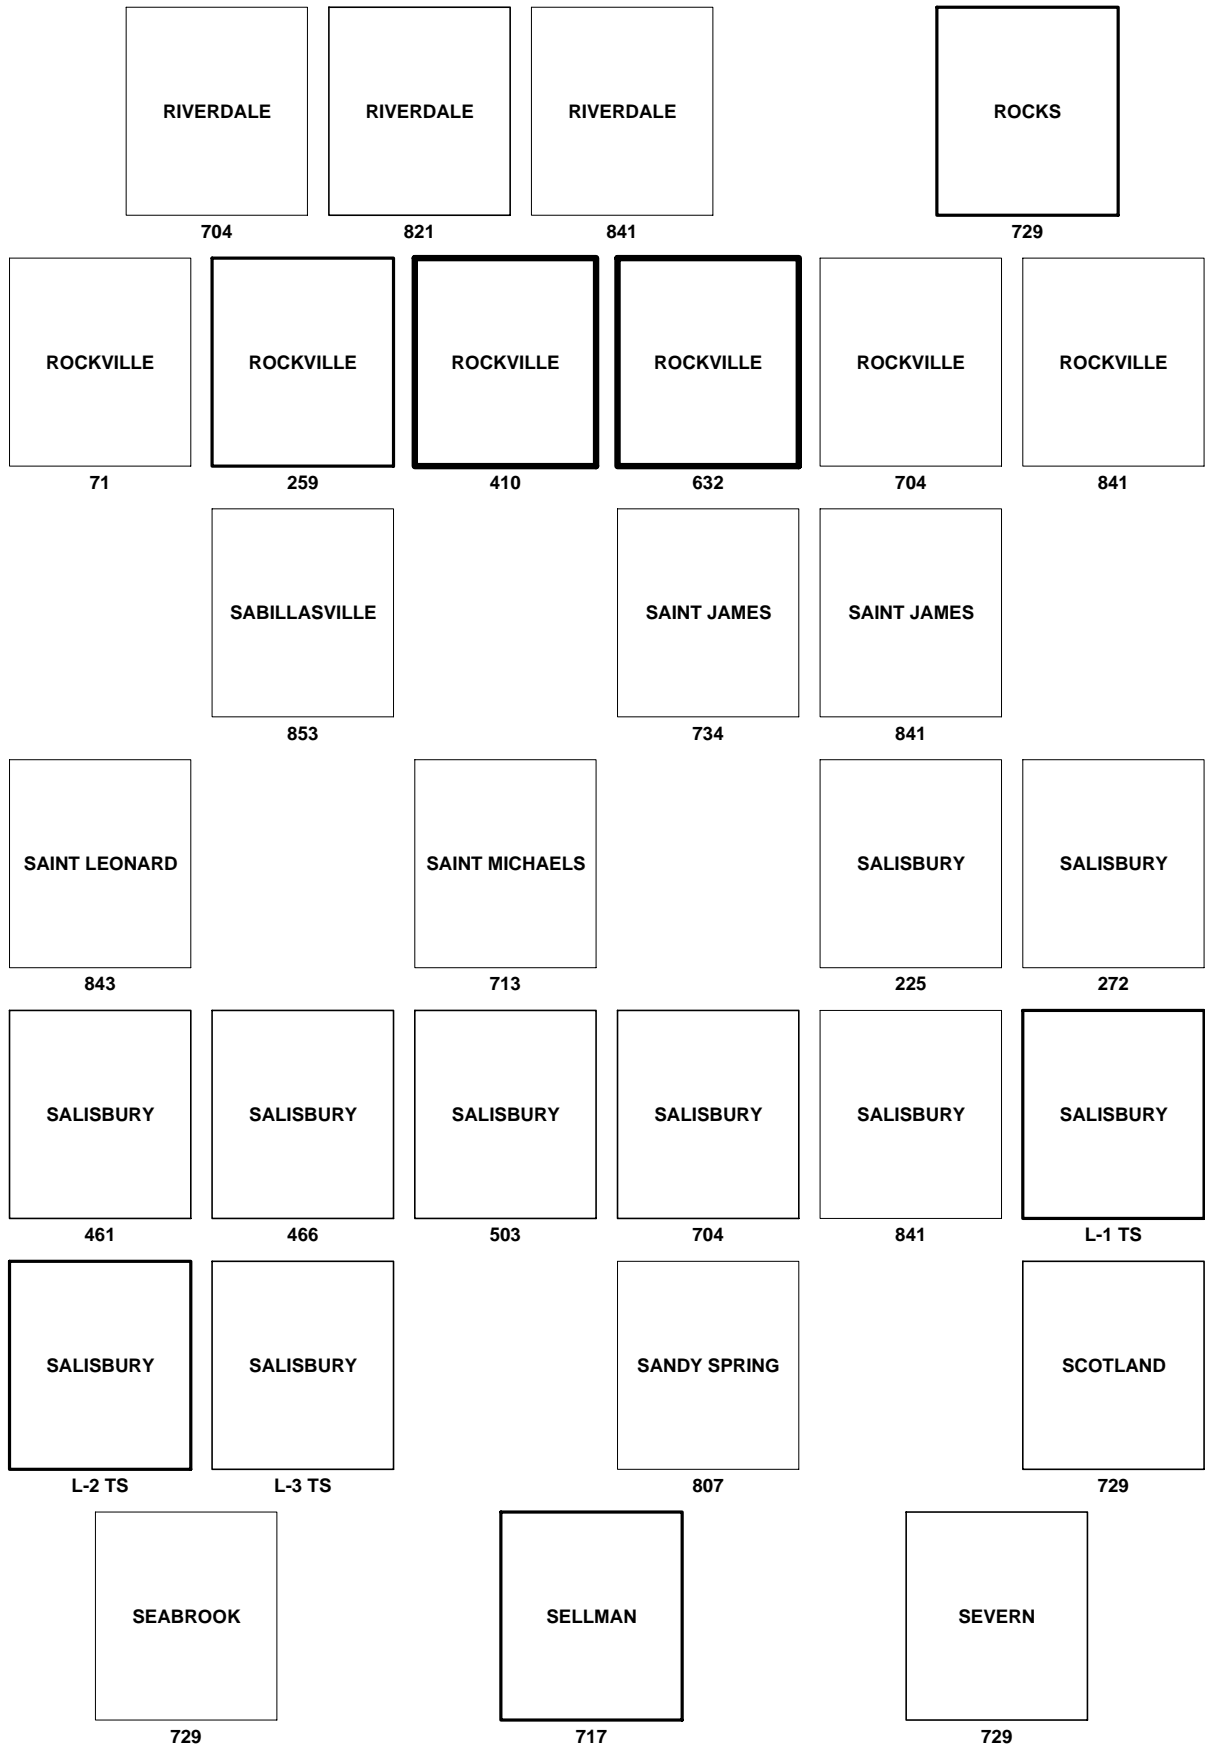 RIVERDALE RIVERDALE RIVERDALE ROCKS
704 821 841 729
ROCKVILLE ROCKVILLE ROCKVILLE ROCKVILLE ROCKVILLE ROCKVILLE
71 259 410 632 704 841
SABILLASVILLE SAINT JAMES SAINT JAMES
853 734 841
SAINT LEONARD SAINT MICHAELS SALISBURY SALISBURY
843 713 225 272
SALISBURY SALISBURY SALISBURY SALISBURY SALISBURY SALISBURY
461 466 503 704 841 L-1 TS
SALISBURY SALISBURY SANDY SPRING SCOTLAND
L-2 TS L-3 TS 807 729
SEABROOK SELLMAN SEVERN
729 717 729